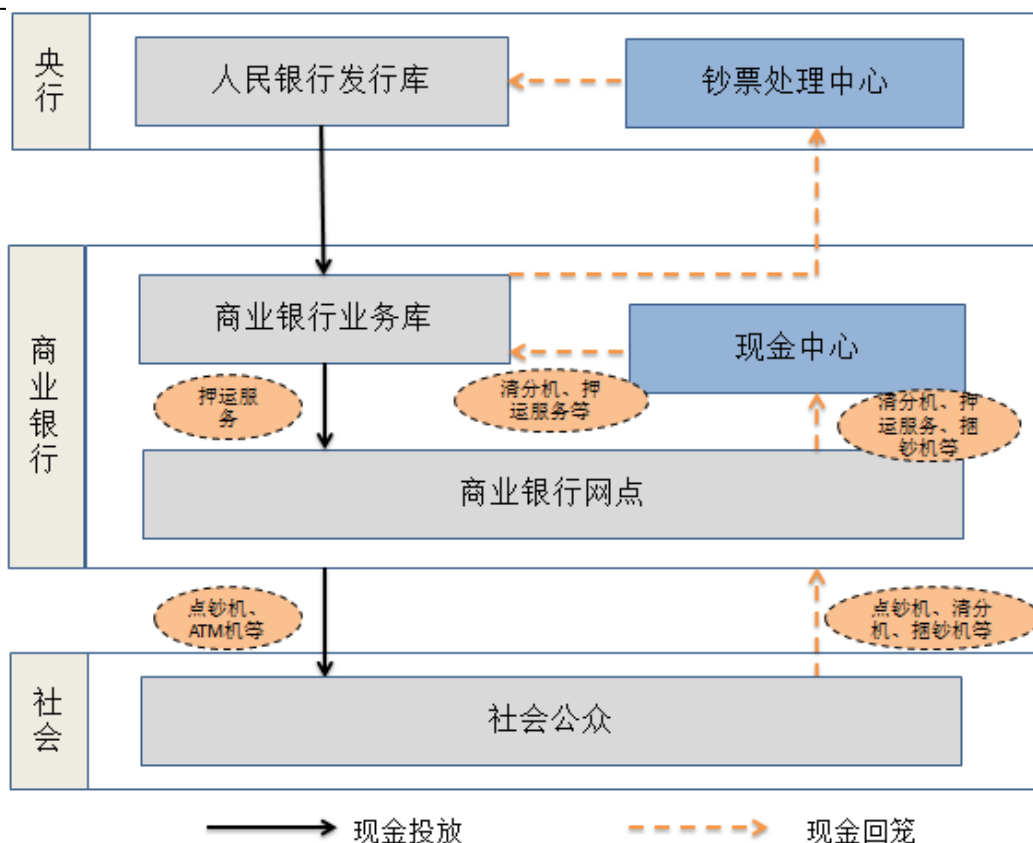 央行
人民银行发行库
钞票处理中心
商业银行
商业银行业务库
现金中心
押运服
务
清分机、押
运服务等
清分机、押
运服务、捆
钞机等
商业银行网点
点钞机、
ATM机等
点钞机、清分
机、捆钞机等
社会
社会公众
现金投放
现金回笼